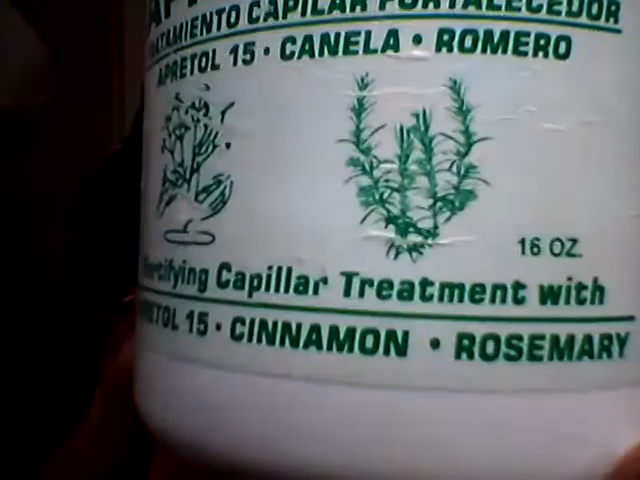 TRATAMIENTO CAPILAR FORTALECEDOR
APRETOL 15 • CANELA • ROMERO
16 OZ.
Fortifying Capillar Treatment with
APRETOL 15 • CINNAMON • ROSEMARY